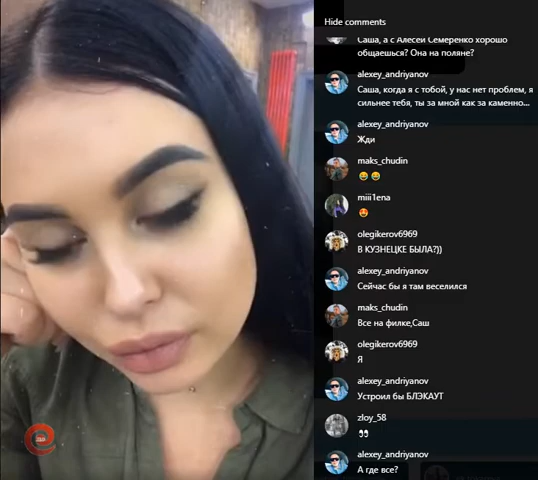 Hide comments
Саша, а с Алесей Семеренко хорошо
общаешься? Она на поляне?
alexey_andriyanov
Саша, когда я с тобой, у нас нет проблем, я
сильнее тебя, ты за мной как за каменно...
alexey_andriyanov
Жди
maks_chudin
😂😂
miii1ena
😍
olegikerov6969
В КУЗНЕЦКЕ БЫЛА?))
alexey_andriyanov
Сейчас бы я там веселился
maks_chudin
Все на филке,Саш
olegikerov6969
Я
alexey_andriyanov
Устроил бы БЛЭКАУТ
zloy_58
👀
alexey_andriyanov
А где все?